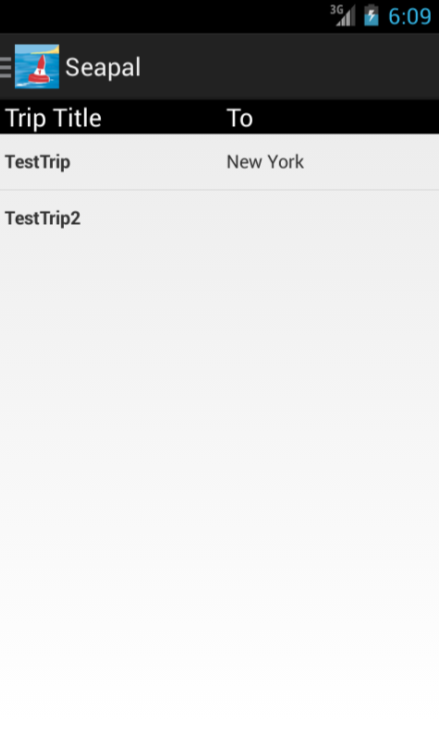 3G 6:09
Seapal
Trip Title To
TestTrip New York
TestTrip2